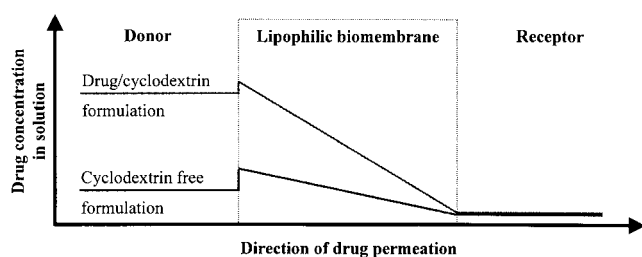 Donor
Lipophilic biomembrane
Receptor
Drug/cyclodextrin
formulation
Cyclodextrin free
formulation
Drug concentration
in solution
Direction of drug permeation